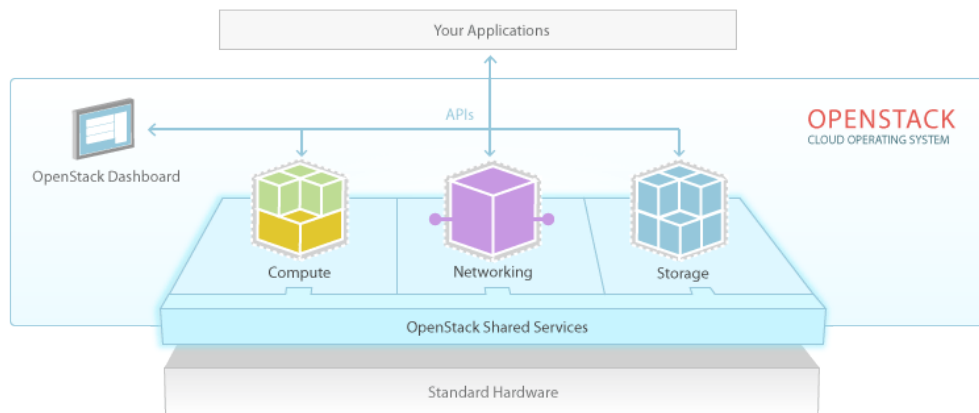 Your Applications
APIs
OPENSTACK
CLOUD OPERATING SYSTEM
OpenStack Dashboard
Compute
Networking
Storage
OpenStack Shared Services
Standard Hardware